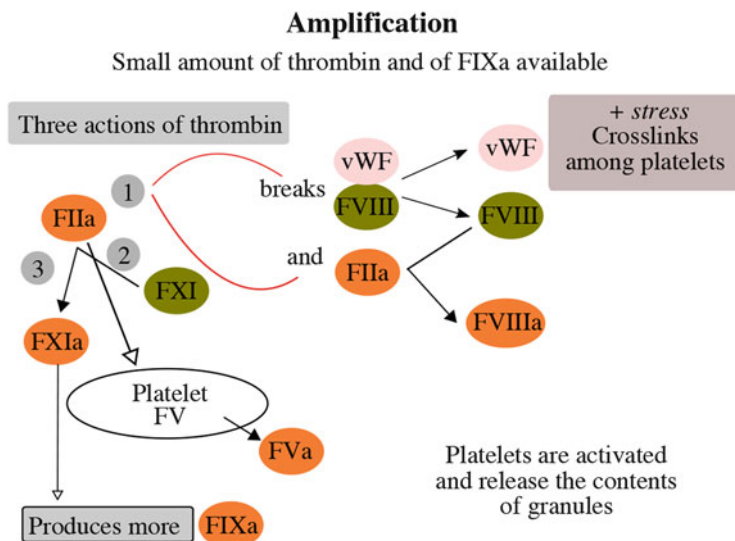 Amplification
Small amount of thrombin and of FIXa available
Three actions of thrombin
+ stress
Crosslinks
among platelets
1
breaks
vWF
FVIII
vWF
FVIII
FIIa
2
3
and
FIIa
FXI
FVIIIa
FXIa
Platelet
FV
FVa
Platelets are activated
and release the contents
of granules
Produces more
FIXa